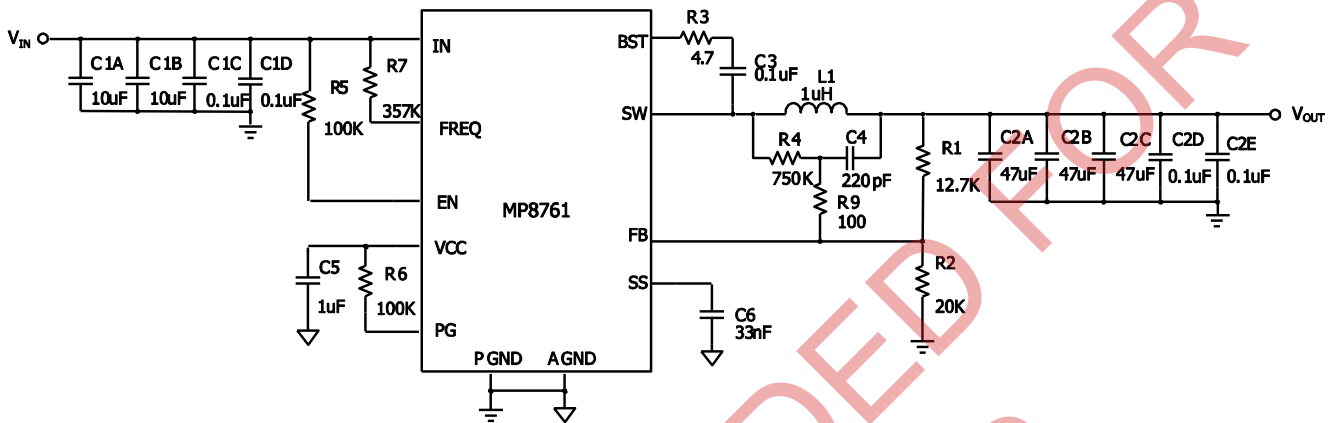 V_IN
C1A
10uF
C1B
10uF
C1C
0.1uF
C1D
0.1uF
R5
100K
R7
357K
IN
FREQ
EN
VCC
PG
PGND
AGND
MP8761
BST
SW
FB
SS
C5
1uF
R6
100K
R3
4.7
C3
0.1uF
L1
1uH
R4
750K
C4
220pF
R9
100
R1
12.7K
R2
20K
C6
33nF
C2A
47uF
C2B
47uF
C2C
47uF
C2D
0.1uF
C2E
0.1uF
V_OUT
DED FOR